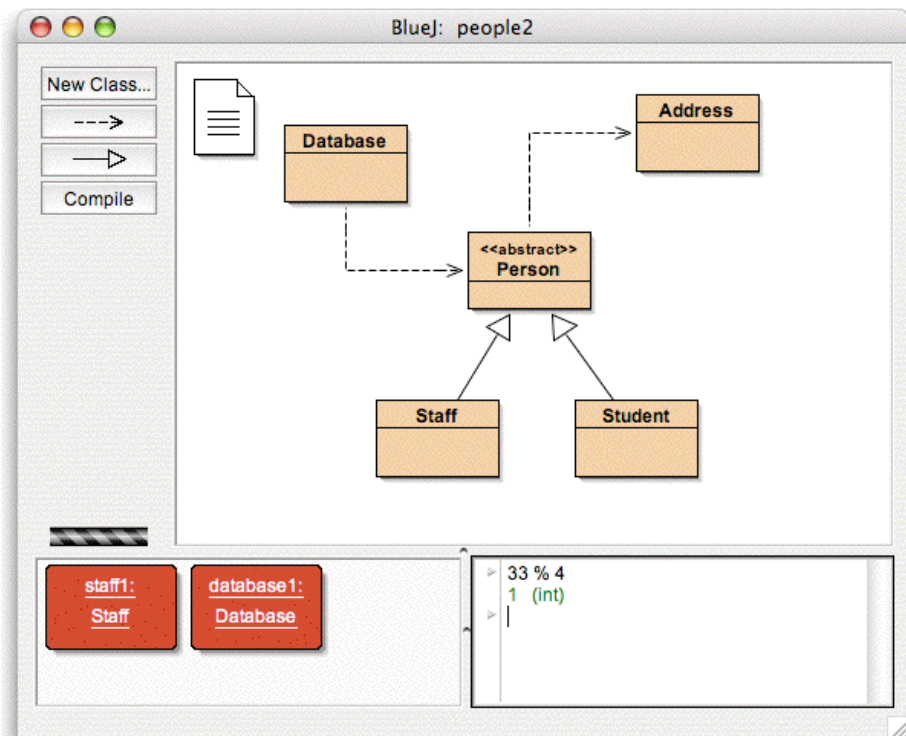 BlueJ:  people2
New Class...
Compile
Database
Address
<<abstract>>
Person
Staff
Student
staff1:
Staff
database1:
Database
33 % 4
1   (int)